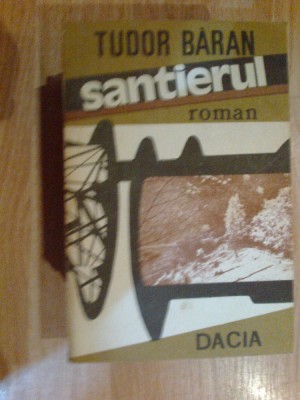 TUDOR BĂRAN
santierul
roman
DACIA